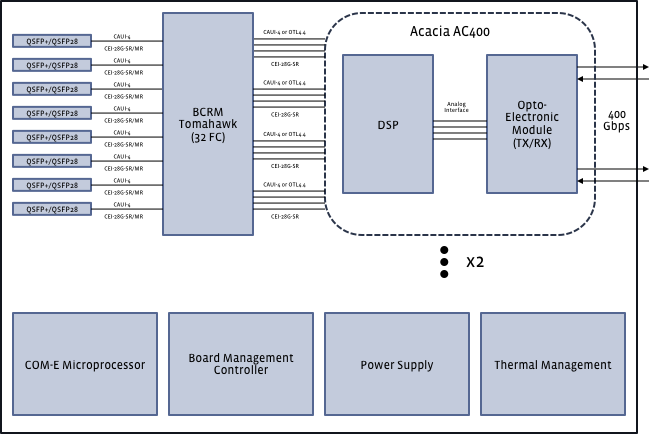 Acacia AC400
QSFP+/QSFP28
CAUI-4
CEI-28G-SR/MR
QSFP+/QSFP28
CAUI-4
CEI-28G-SR/MR
QSFP+/QSFP28
CAUI-4
CEI-28G-SR/MR
QSFP+/QSFP28
CAUI-4
CEI-28G-SR/MR
QSFP+/QSFP28
CAUI-4
CEI-28G-SR/MR
QSFP+/QSFP28
CAUI-4
CEI-28G-SR/MR
QSFP+/QSFP28
CAUI-4
CEI-28G-SR/MR
QSFP+/QSFP28
CAUI-4
CEI-28G-SR/MR
BCRM
Tomahawk
(32 FC)
CAUI-4 or OTL4.4
CEI-28G-SR
CAUI-4 or OTL4.4
CEI-28G-SR
CAUI-4 or OTL4.4
CEI-28G-SR
CAUI-4 or OTL4.4
CEI-28G-SR
DSP
Analog
Interface
Opto-
Electronic
Module
(TX/RX)
400
Gbps
X2
COM-E Microprocessor
Board Management
Controller
Power Supply
Thermal Management